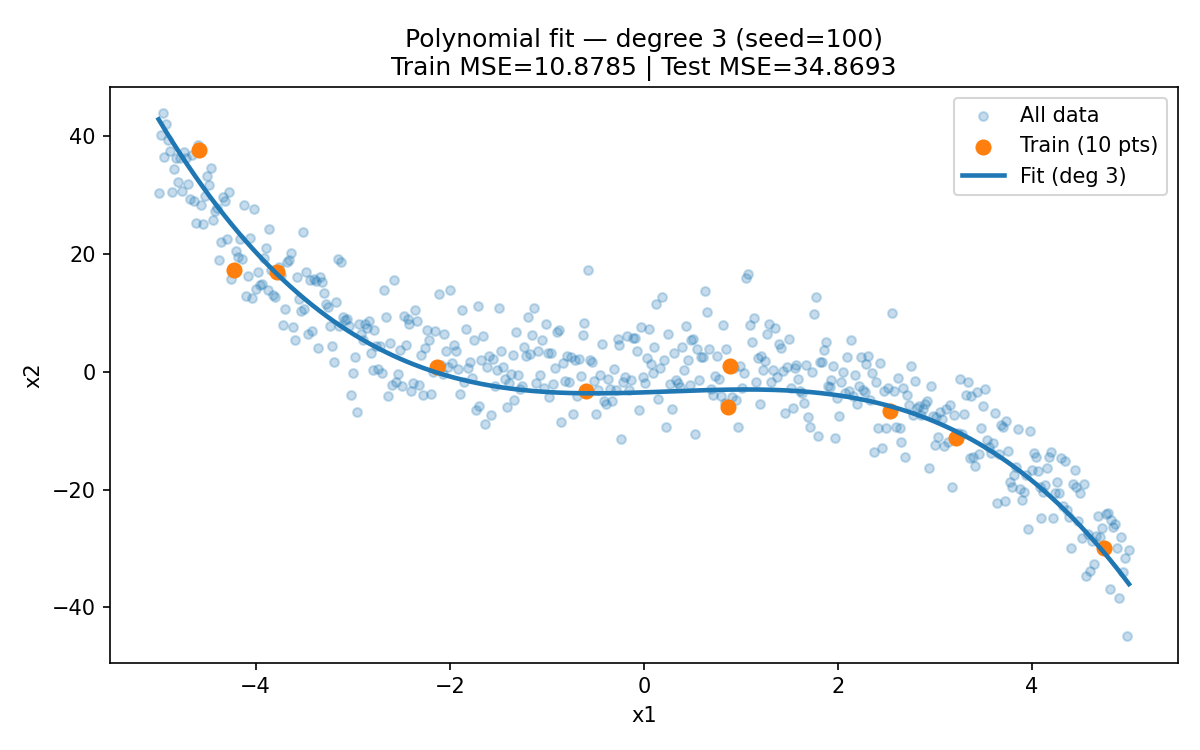 Polynomial fit — degree 3 (seed=100)
Train MSE=10.8785 | Test MSE=34.8693
All data
Train (10 pts)
Fit (deg 3)
x2
40
20
0
−20
−40
−4
−2
0
2
4
x1